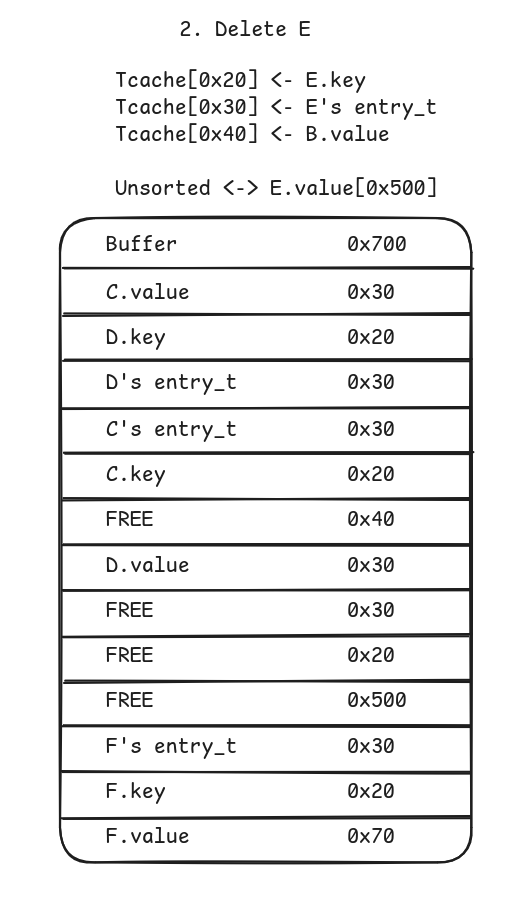 2. Delete E
Tcache[0x20] <- E.key
Tcache[0x30] <- E's entry_t
Tcache[0x40] <- B.value
Unsorted <-> E.value[0x500]
Buffer 0x700
C.value 0x30
D.key 0x20
D's entry_t 0x30
C's entry_t 0x30
C.key 0x20
FREE 0x40
D.value 0x30
FREE 0x30
FREE 0x20
FREE 0x500
F's entry_t 0x30
F.key 0x20
F.value 0x70